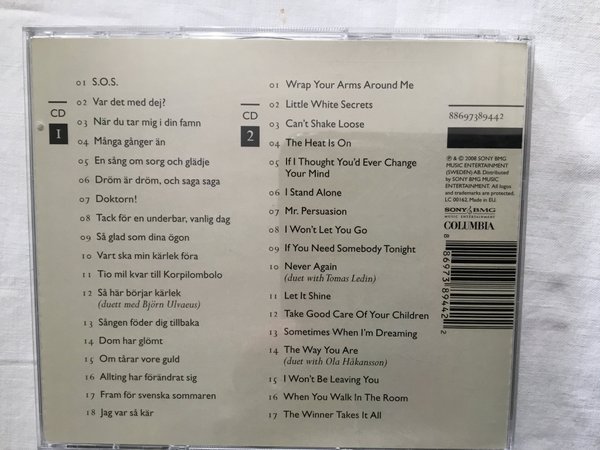 CD
1
01 S.O.S.
02 Var det med dej?
03 När du tar mig i din famn
04 Många gånger än
05 En sång om sorg och glädje
06 Dröm är dröm, och saga saga
07 Doktorn!
08 Tack för en underbar, vanlig dag
09 Så glad som dina ögon
10 Vart ska min kärlek föra
11 Tio mil kvar till Korpilombolo
12 Så här börjar kärlek
(duett med Björn Ulvaeus)
13 Sången föder dig tillbaka
14 Dom har glömt
15 Om tårar vore guld
16 Allting har förändrat sig
17 Fram för svenska sommaren
18 Jag var så kär
CD
2
01 Wrap Your Arms Around Me
02 Little White Secrets
03 Can't Shake Loose
04 The Heat Is On
05 If I Thought You'd Ever Change
Your Mind
06 I Stand Alone
07 Mr. Persuasion
08 I Won't Let You Go
09 If You Need Somebody Tonight
10 Never Again
(duet with Tomas Ledin)
11 Let It Shine
12 Take Good Care Of Your Children
13 Sometimes When I'm Dreaming
14 The Way You Are
(duet with Ola Håkansson)
15 I Won't Be Leaving You
16 When You Walk In The Room
17 The Winner Takes It All
88697389442
℗ & © 2008 SONY BMG
MUSIC ENTERTAINMENT
(SWEDEN) AB. Distributed
by SONY BMG MUSIC
ENTERTAINMENT. All logos
and trademarks are protected.
LC 00162. Made in EU.
SONY BMG
MUSIC ENTERTAINMENT
COLUMBIA
8 86973 89442 2